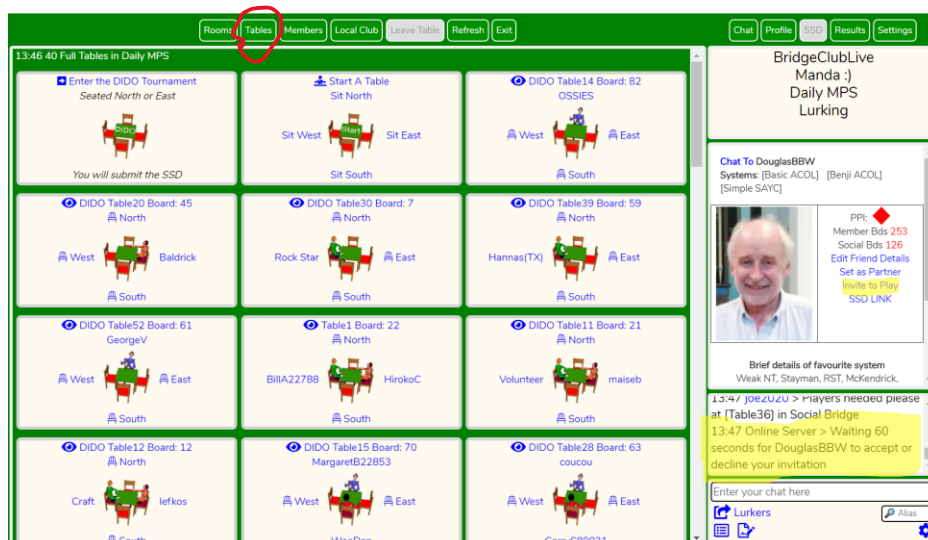 Rooms Tables Members Local Club Leave Table Refresh Exit
Chat Profile SSD Results Settings
13:46 40 Full Tables in Daily MPS
Enter the DIDO Tournament
Seated North or East
DIDO
You will submit the SSD
Start A Table
Sit North
Sit West Start Sit East
Sit South
DIDO Table14 Board: 82
OSSIES
West East
South
DIDO Table20 Board: 45
North
West Baldrick
South
DIDO Table30 Board: 7
North
Rock Star East
South
DIDO Table39 Board: 59
North
Hannas(TX) East
South
DIDO Table52 Board: 61
GeorgeV
West East
South
Table1 Board: 22
North
BillA22788 HirokoC
South
DIDO Table11 Board: 21
North
Volunteer maiseb
South
DIDO Table12 Board: 12
North
Craft lefkos
South
DIDO Table15 Board: 70
MargaretB22853
West East
DIDO Table28 Board: 63
coucou
West East
BridgeClubLive
Manda :)
Daily MPS
Lurking
Chat To DouglasBBW
Systems: [Basic ACOL] [Benji ACOL]
[Simple SAYC]
PPI:
Member Bds 253
Social Bds 126
Edit Friend Details
Set as Partner
Invite to Play
SSD LINK
Brief details of favourite system
Weak NT, Stayman, RST, McKendrick,
13:47 joe2020 > Players needed please
at [Table36] in Social Bridge
13:47 Online Server > Waiting 60
seconds for DouglasBBW to accept or
decline your invitation
Enter your chat here
Lurkers Alias